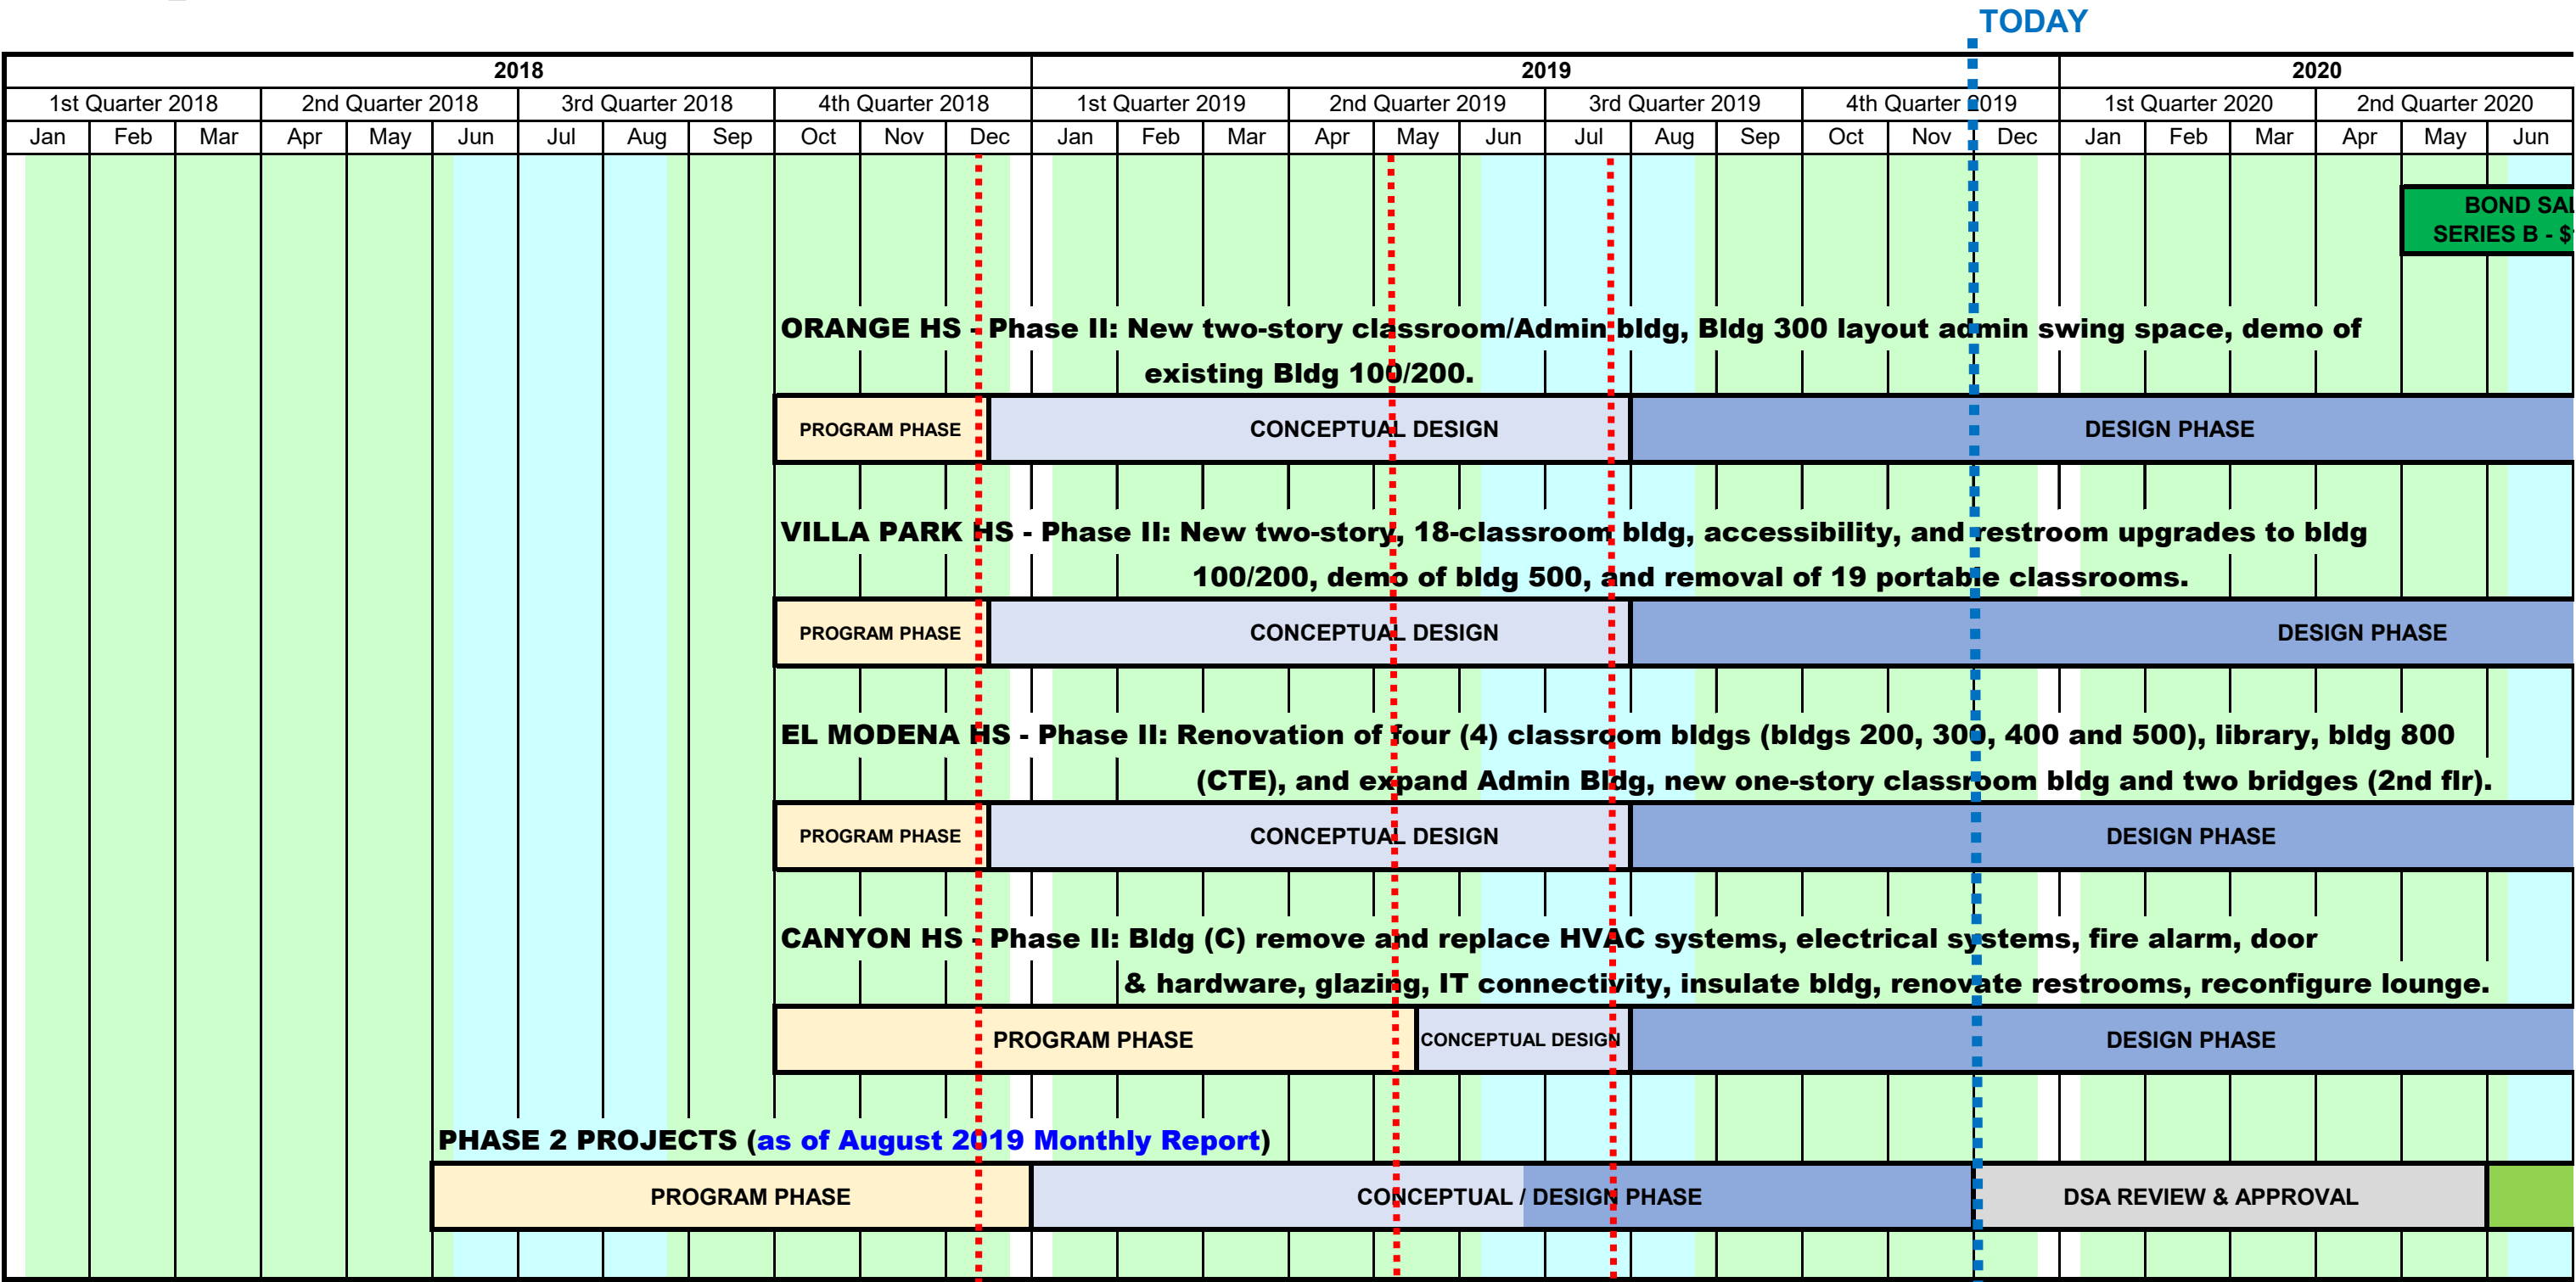 TODAY
2018 2019 2020
1st Quarter 2018 2nd Quarter 2018 3rd Quarter 2018 4th Quarter 2018 1st Quarter 2019 2nd Quarter 2019 3rd Quarter 2019 4th Quarter 2019 1st Quarter 2020 2nd Quarter 2020
Jan Feb Mar Apr May Jun Jul Aug Sep Oct Nov Dec Jan Feb Mar Apr May Jun Jul Aug Sep Oct Nov Dec Jan Feb Mar Apr May Jun
BOND SAL
SERIES B - $
ORANGE HS - Phase II: New two-story classroom/Admin bldg, Bldg 300 layout admin swing space, demo of
existing Bldg 100/200.
PROGRAM PHASE CONCEPTUAL DESIGN DESIGN PHASE
VILLA PARK HS - Phase II: New two-story, 18-classroom bldg, accessibility, and restroom upgrades to bldg
100/200, demo of bldg 500, and removal of 19 portable classrooms.
PROGRAM PHASE CONCEPTUAL DESIGN DESIGN PHASE
EL MODENA HS - Phase II: Renovation of four (4) classroom bldgs (bldgs 200, 300, 400 and 500), library, bldg 800
(CTE), and expand Admin Bldg, new one-story classroom bldg and two bridges (2nd flr).
PROGRAM PHASE CONCEPTUAL DESIGN DESIGN PHASE
CANYON HS - Phase II: Bldg (C) remove and replace HVAC systems, electrical systems, fire alarm, door
& hardware, glazing, IT connectivity, insulate bldg, renovate restrooms, reconfigure lounge.
PROGRAM PHASE CONCEPTUAL DESIGN DESIGN PHASE
PHASE 2 PROJECTS (as of August 2019 Monthly Report)
PROGRAM PHASE CONCEPTUAL / DESIGN PHASE DSA REVIEW & APPROVAL